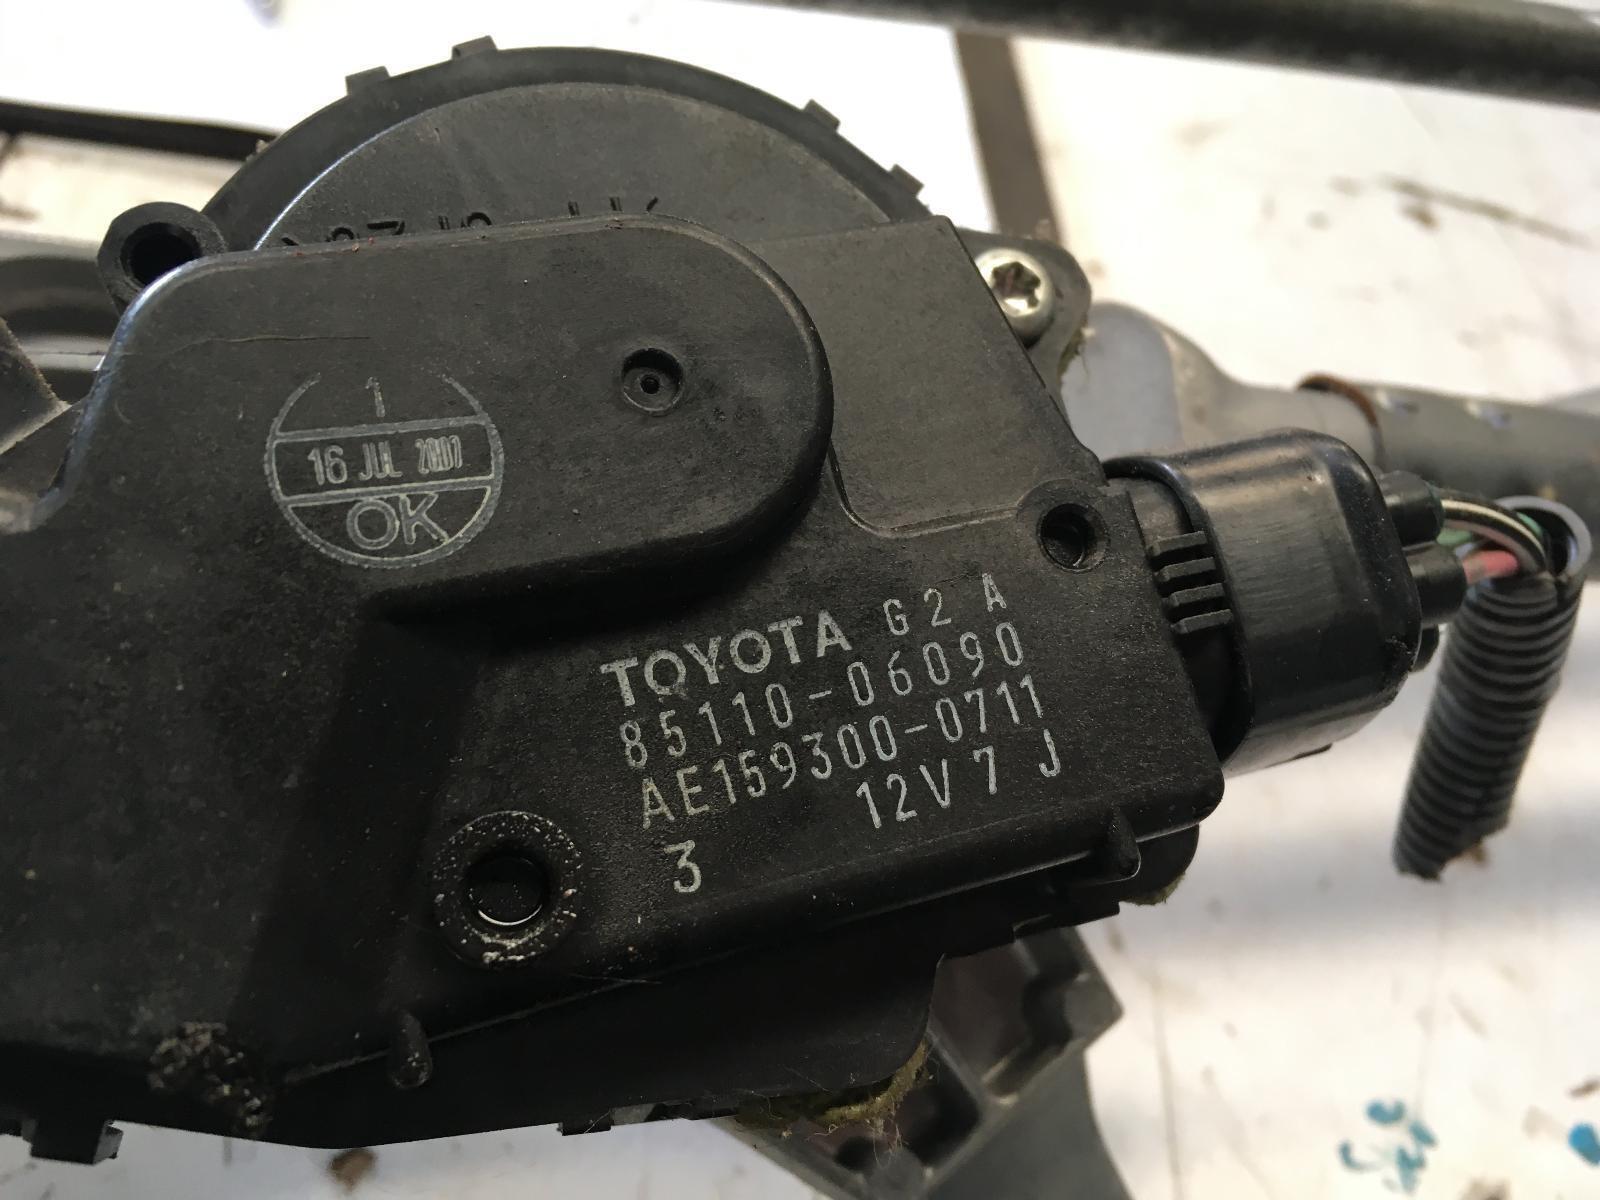 1
16 JUL 2007
OK
TOYOTA G2 A
85110-06090
AE159300-0711
12V 7 J
3